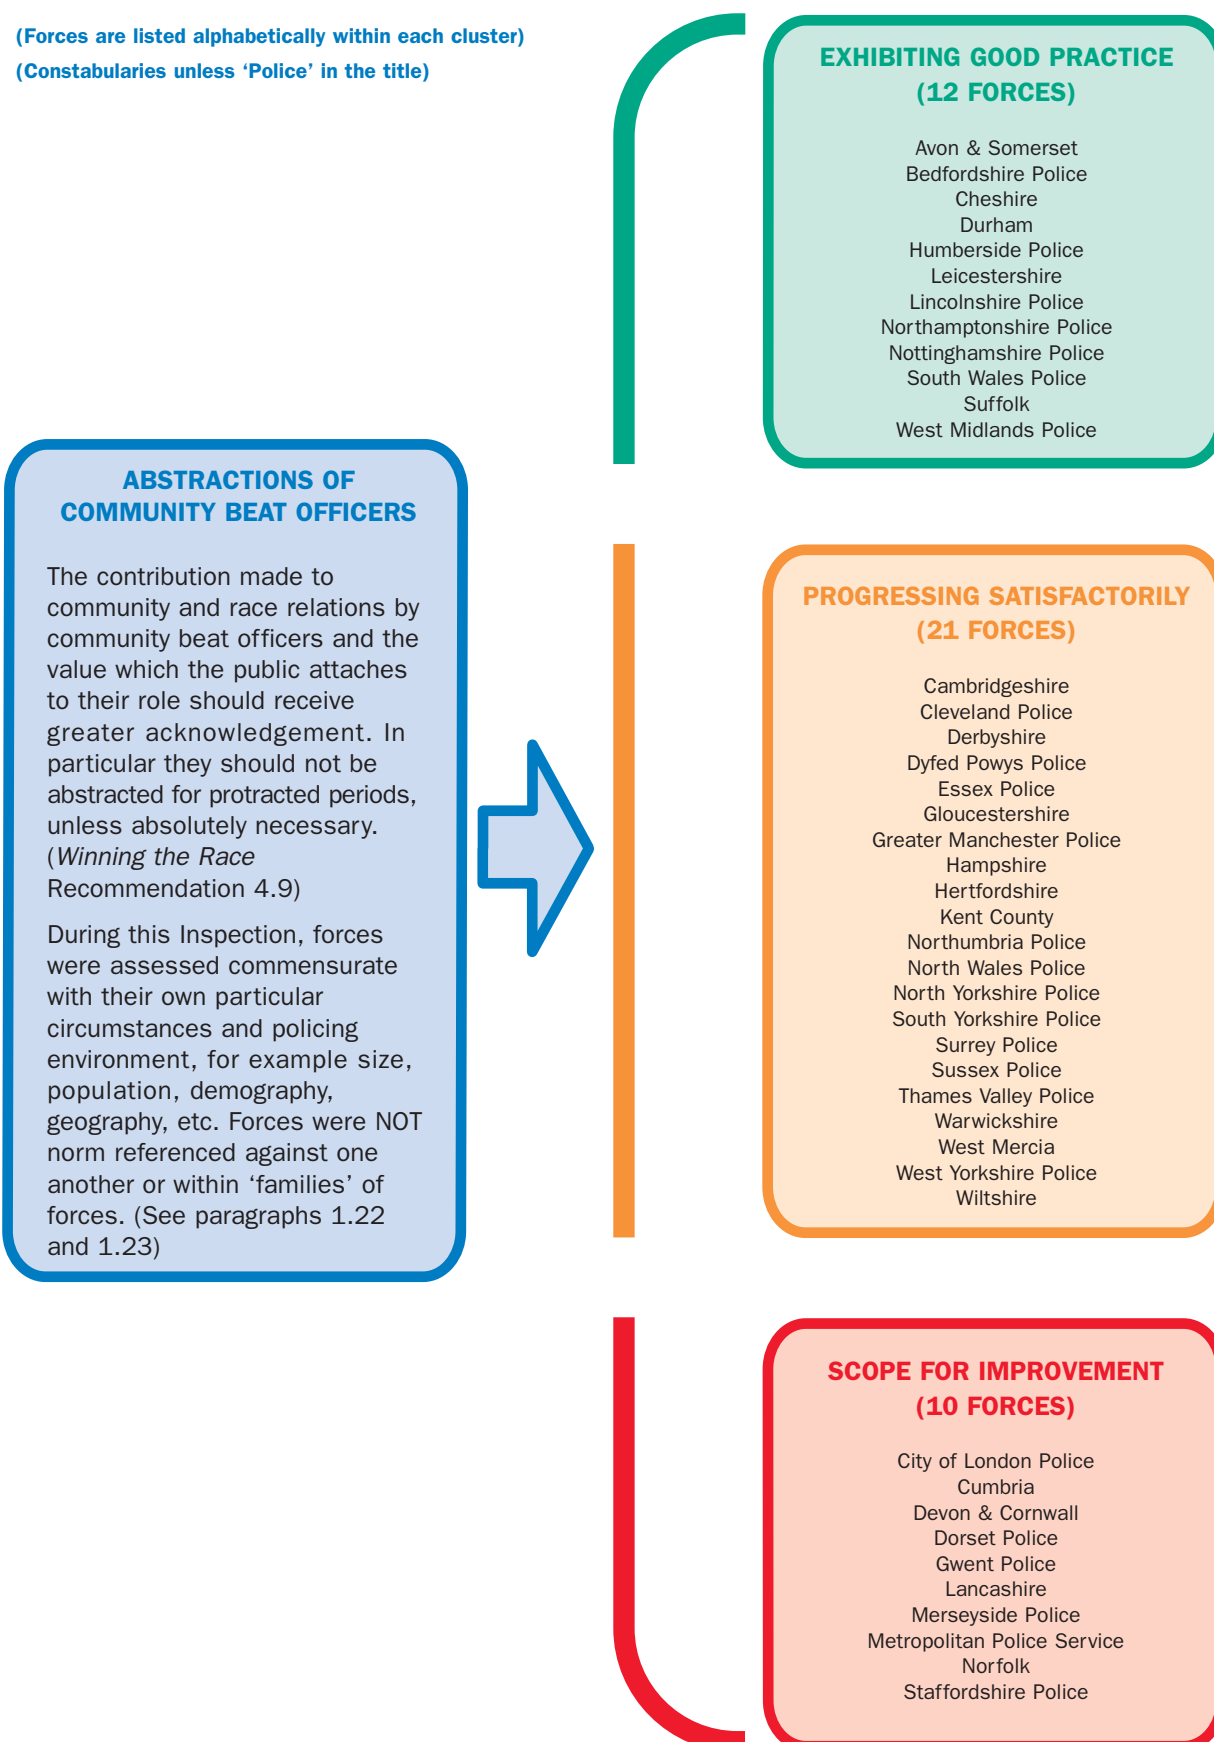 (Forces are listed alphabetically within each cluster)
(Constabularies unless ‘Police’ in the title)
EXHIBITING GOOD PRACTICE
(12 FORCES)
Avon & Somerset
Bedfordshire Police
Cheshire
Durham
Humberside Police
Leicestershire
Lincolnshire Police
Northamptonshire Police
Nottinghamshire Police
South Wales Police
Suffolk
West Midlands Police
ABSTRACTIONS OF
COMMUNITY BEAT OFFICERS
The contribution made to
community and race relations by
community beat officers and the
value which the public attaches
to their role should receive
greater acknowledgement. In
particular they should not be
abstracted for protracted periods,
unless absolutely necessary.
(Winning the Race
Recommendation 4.9)
During this Inspection, forces
were assessed commensurate
with their own particular
circumstances and policing
environment, for example size,
population, demography,
geography, etc. Forces were NOT
norm referenced against one
another or within ‘families’ of
forces. (See paragraphs 1.22
and 1.23)
PROGRESSING SATISFACTORILY
(21 FORCES)
Cambridgeshire
Cleveland Police
Derbyshire
Dyfed Powys Police
Essex Police
Gloucestershire
Greater Manchester Police
Hampshire
Hertfordshire
Kent County
Northumbria Police
North Wales Police
North Yorkshire Police
South Yorkshire Police
Surrey Police
Sussex Police
Thames Valley Police
Warwickshire
West Mercia
West Yorkshire Police
Wiltshire
SCOPE FOR IMPROVEMENT
(10 FORCES)
City of London Police
Cumbria
Devon & Cornwall
Dorset Police
Gwent Police
Lancashire
Merseyside Police
Metropolitan Police Service
Norfolk
Staffordshire Police